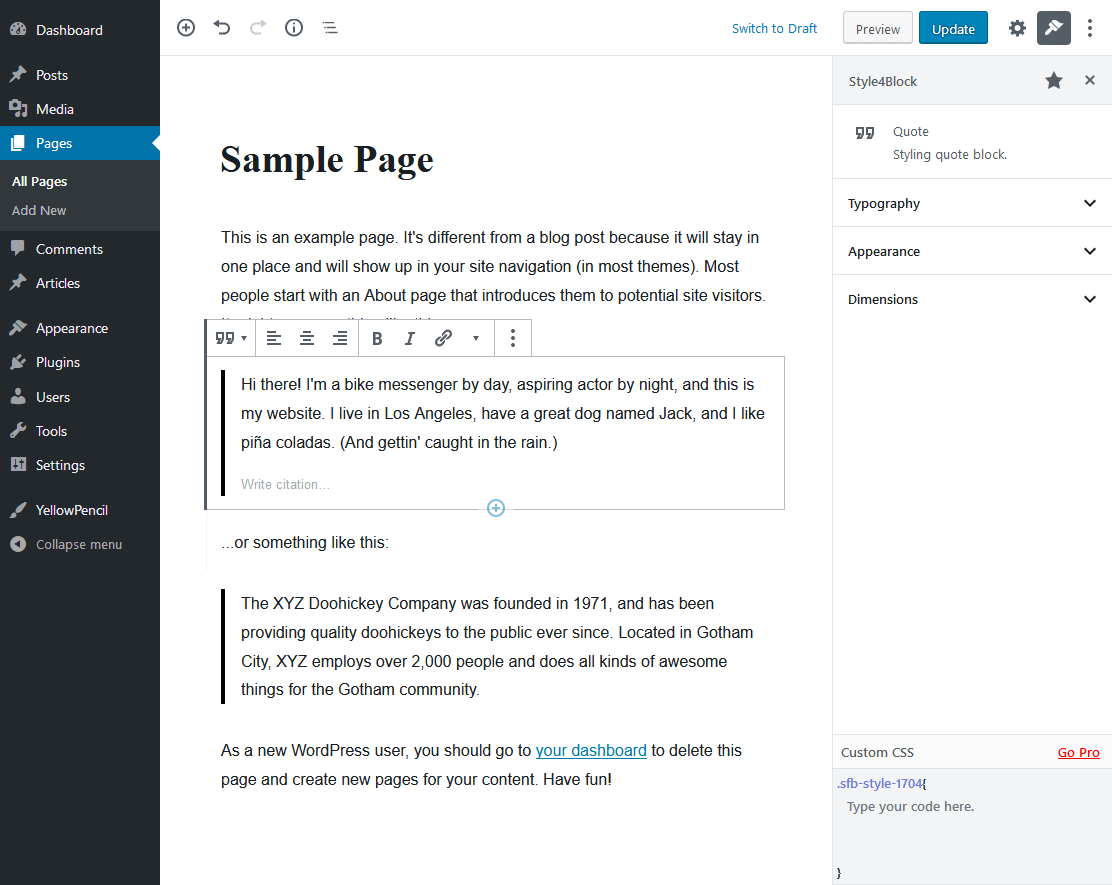 Dashboard
Posts
Media
Pages
All Pages
Add New
Comments
Articles
Appearance
Plugins
Users
Tools
Settings
YellowPencil
Collapse menu
Switch to Draft
Preview
Update
Sample Page
This is an example page. It's different from a blog post because it will stay in
one place and will show up in your site navigation (in most themes). Most
people start with an About page that introduces them to potential site visitors.
B I
Hi there! I'm a bike messenger by day, aspiring actor by night, and this is
my website. I live in Los Angeles, have a great dog named Jack, and I like
piña coladas. (And gettin' caught in the rain.)
Write citation...
...or something like this:
The XYZ Doohickey Company was founded in 1971, and has been
providing quality doohickeys to the public ever since. Located in Gotham
City, XYZ employs over 2,000 people and does all kinds of awesome
things for the Gotham community.
As a new WordPress user, you should go to your dashboard to delete this
page and create new pages for your content. Have fun!
Style4Block
Quote
Styling quote block.
Typography
Appearance
Dimensions
Custom CSS
Go Pro
.sfb-style-1704{
Type your code here.
}